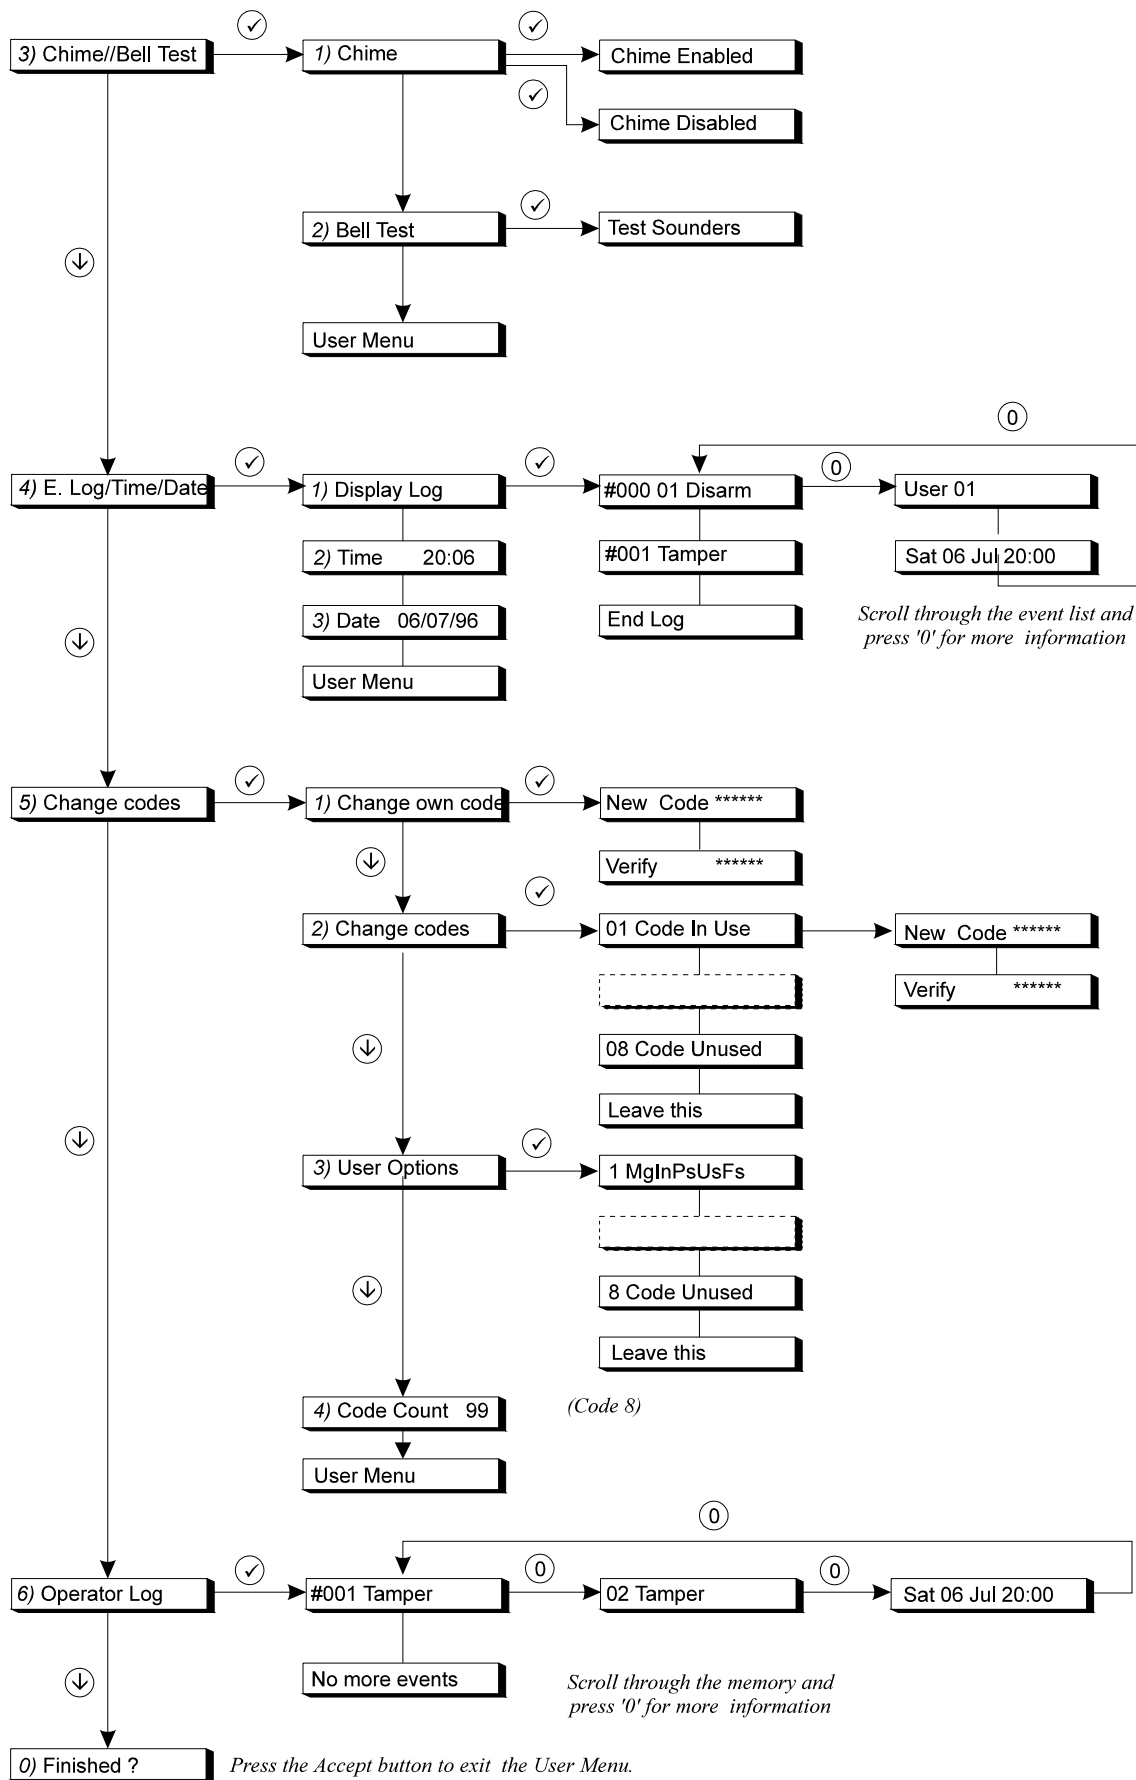 3) Chime//Bell Test
1) Chime
Chime Enabled
Chime Disabled
2) Bell Test
Test Sounders
User Menu
0
4) E. Log/Time/Date
1) Display Log
#000 01 Disarm
0
User 01
2) Time 20:06
#001 Tamper
Sat 06 Jul 20:00
3) Date 06/07/96
End Log
Scroll through the event list and
press '0' for more information
User Menu
5) Change codes
1) Change own code
New Code ******
Verify ******
2) Change codes
01 Code In Use
New Code ******
Verify ******
08 Code Unused
Leave this
3) User Options
1 MgInPsUsFs
8 Code Unused
Leave this
4) Code Count 99
(Code 8)
User Menu
0
6) Operator Log
#001 Tamper
0
02 Tamper
0
Sat 06 Jul 20:00
No more events
Scroll through the memory and
press '0' for more information
0) Finished ?
Press the Accept button to exit the User Menu.